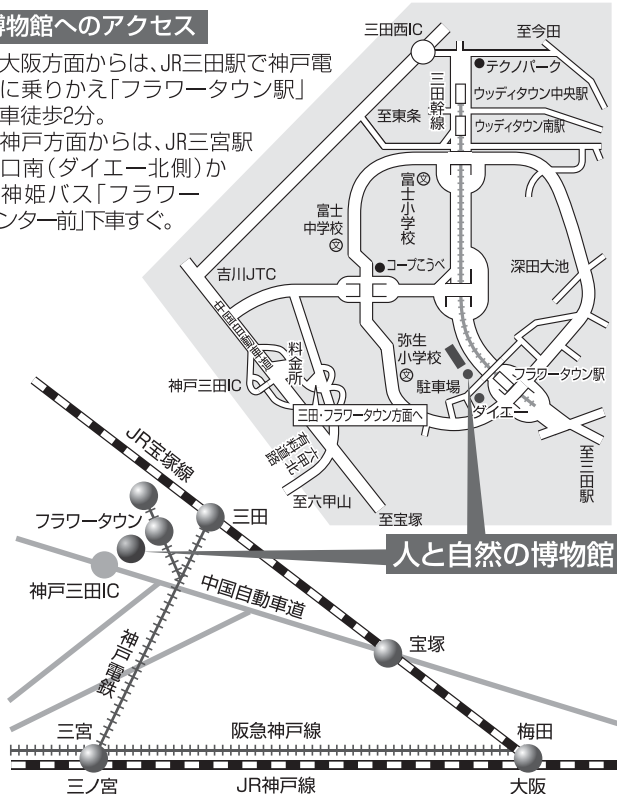 博物館へのアクセス
大阪方面からは、JR三田駅で神戸電
に乗りかえ「フラワータウン駅」
車徒歩2分。
神戸方面からは、JR三宮駅
口南(ダイエー北側)か
神姫バス「フラワー
ンター前」下車すぐ。
三田西IC
至今田
テクノパーク
三田幹線
ウッディタウン中央駅
至東条
ウッディタウン南駅
富士小学校
文
富士
中学校
文
コープこうべ
深田大池
吉川JTC
中国自動車道
料金所
弥生
小学校
文
駐車場
フラワータウン駅
神戸三田IC
三田・フラワータウン方面へ
ダイエー
六甲北
有料道路
至三田駅
至六甲山
至宝塚
JR宝塚線
フラワータウン
三田
人と自然の博物館
神戸三田IC
中国自動車道
神戸電鉄
宝塚
三宮
阪急神戸線
梅田
三ノ宮
JR神戸線
大阪